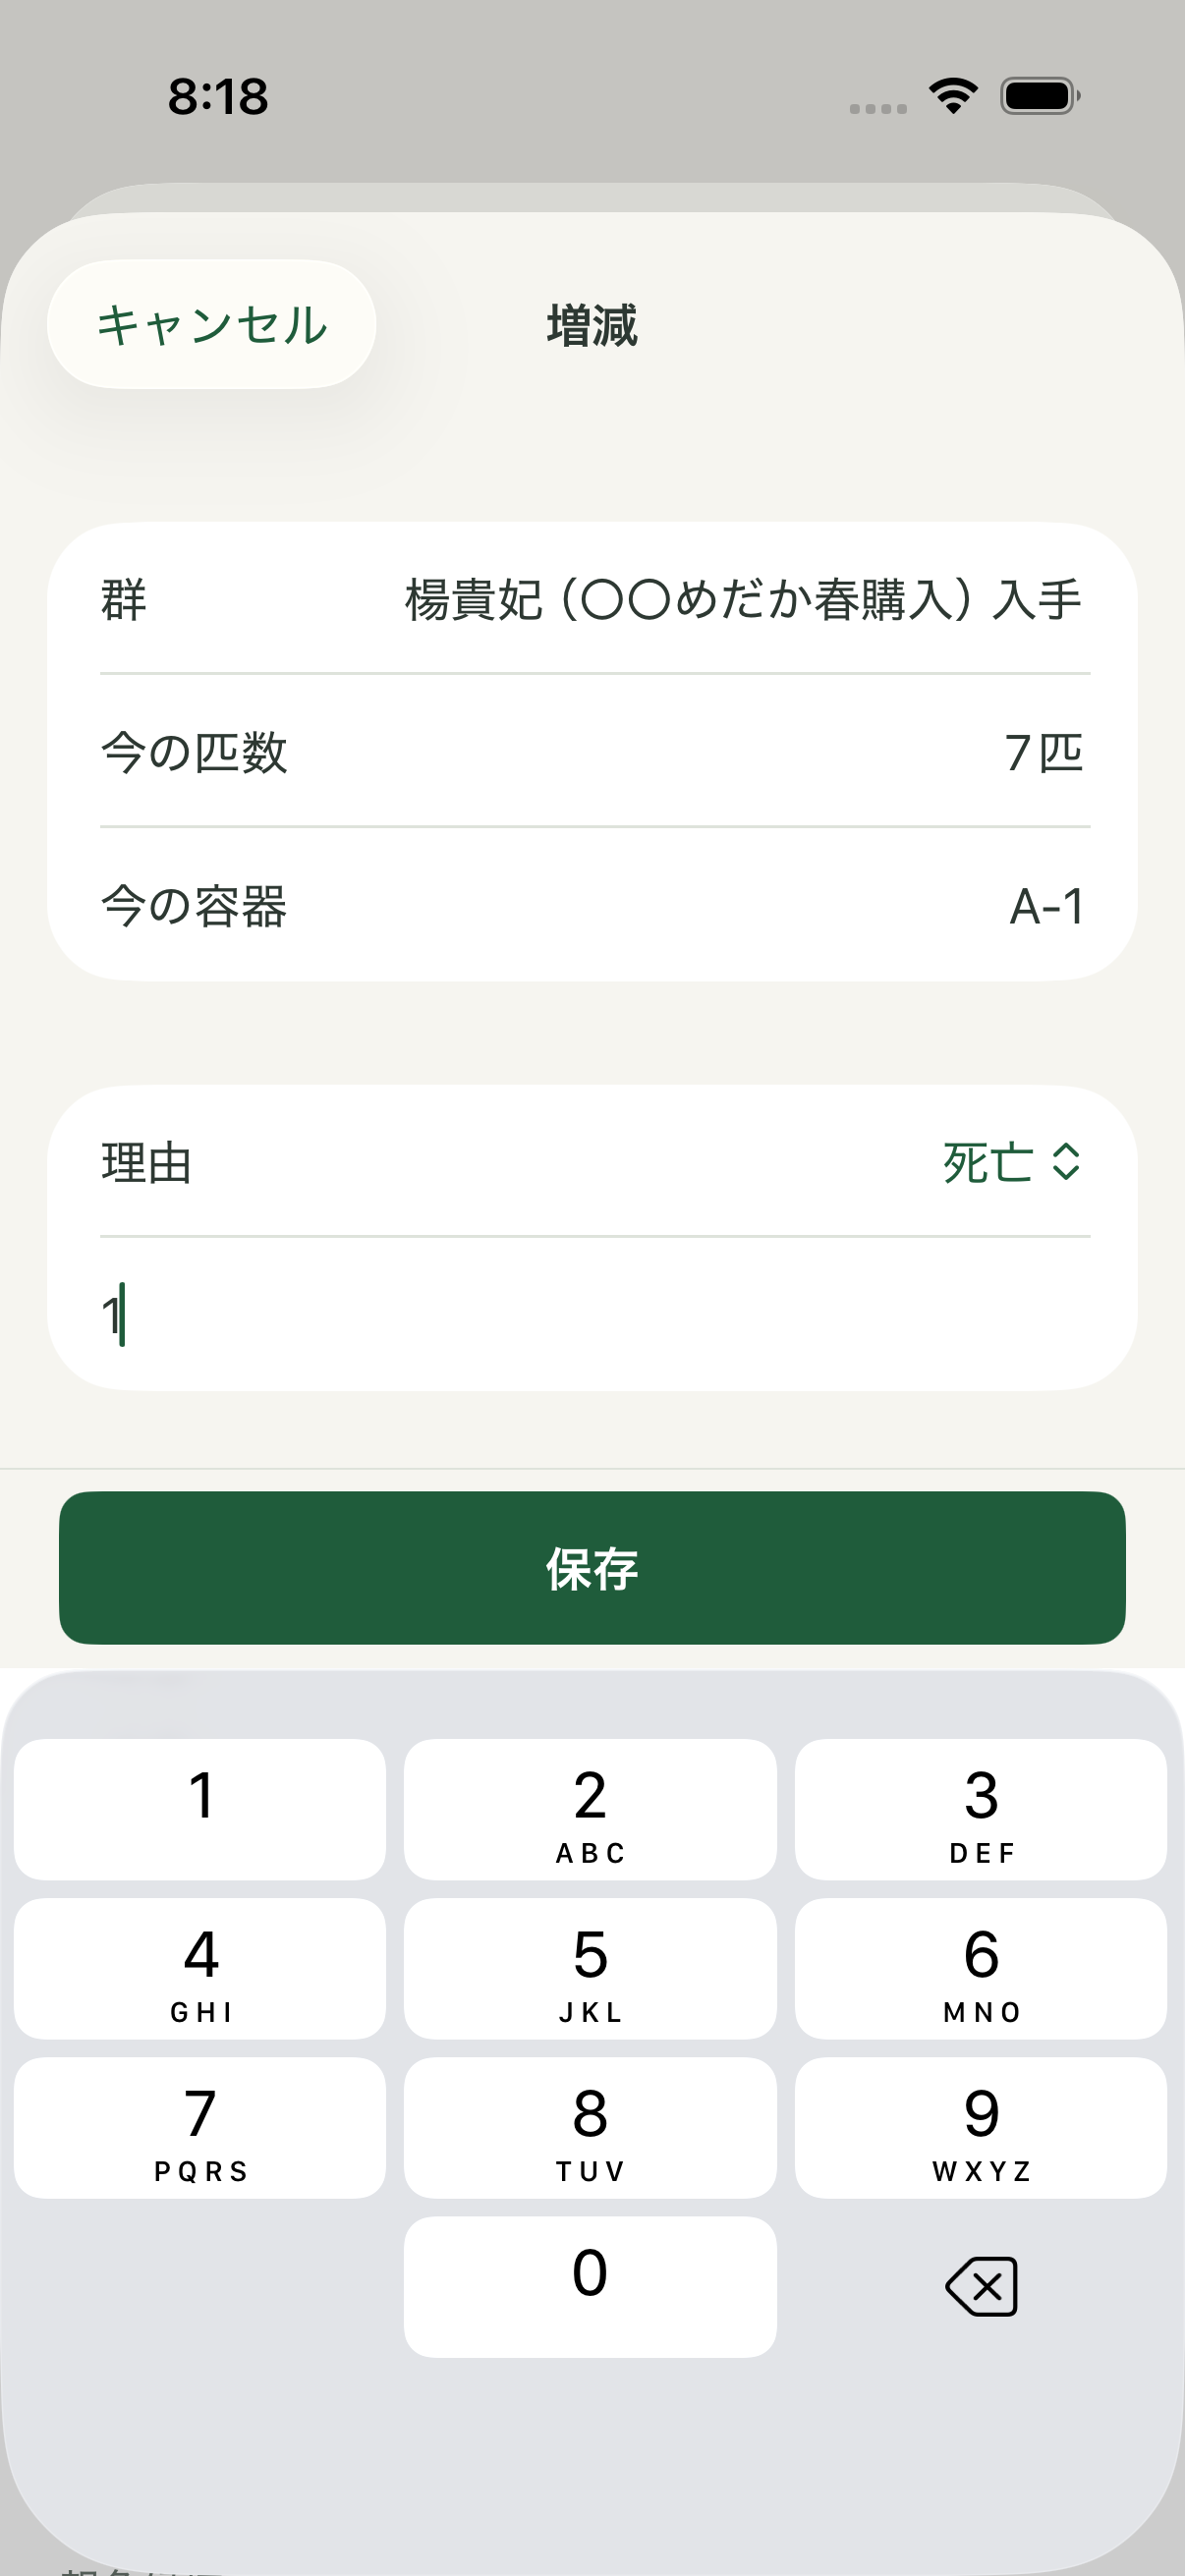 8:18
キャンセル
増減
群 楊貴妃（〇〇めだか春購入）入手
今の匹数 7匹
今の容器 A-1
理由 死亡
1
保存
1
2 ABC
3 DEF
4 GHI
5 JKL
6 MNO
7 PQRS
8 TUV
9 WXYZ
0